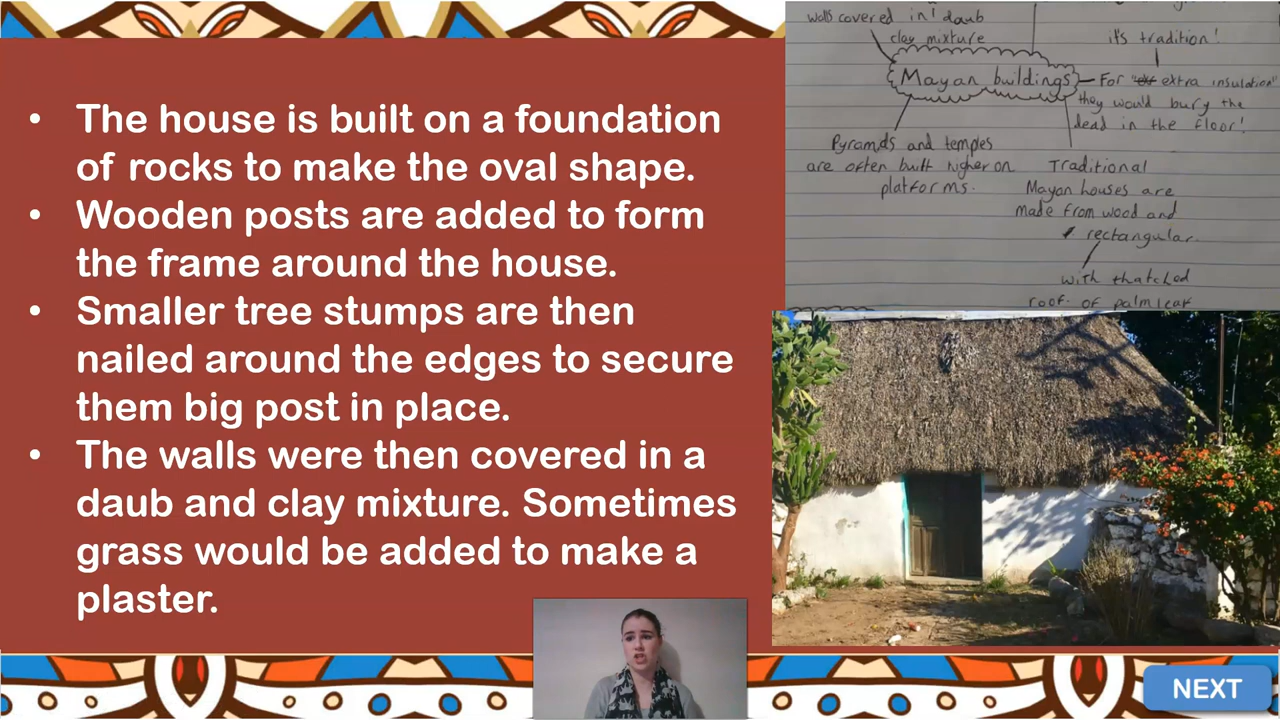 • The house is built on a foundation
of rocks to make the oval shape.
• Wooden posts are added to form
the frame around the house.
• Smaller tree stumps are then
nailed around the edges to secure
them big post in place.
• The walls were then covered in a
daub and clay mixture. Sometimes
grass would be added to make a
plaster.
walls covered in! daub
clay mixture
it's tradition!
Mayan buildings
For extra insulation"
they would bury the
dead in the floor!
Pyramids and temples
are often built higher on
platforms.
Traditional
Mayan houses are
made from wood and
rectangular.
with thatched
roof of palm leaf
NEXT